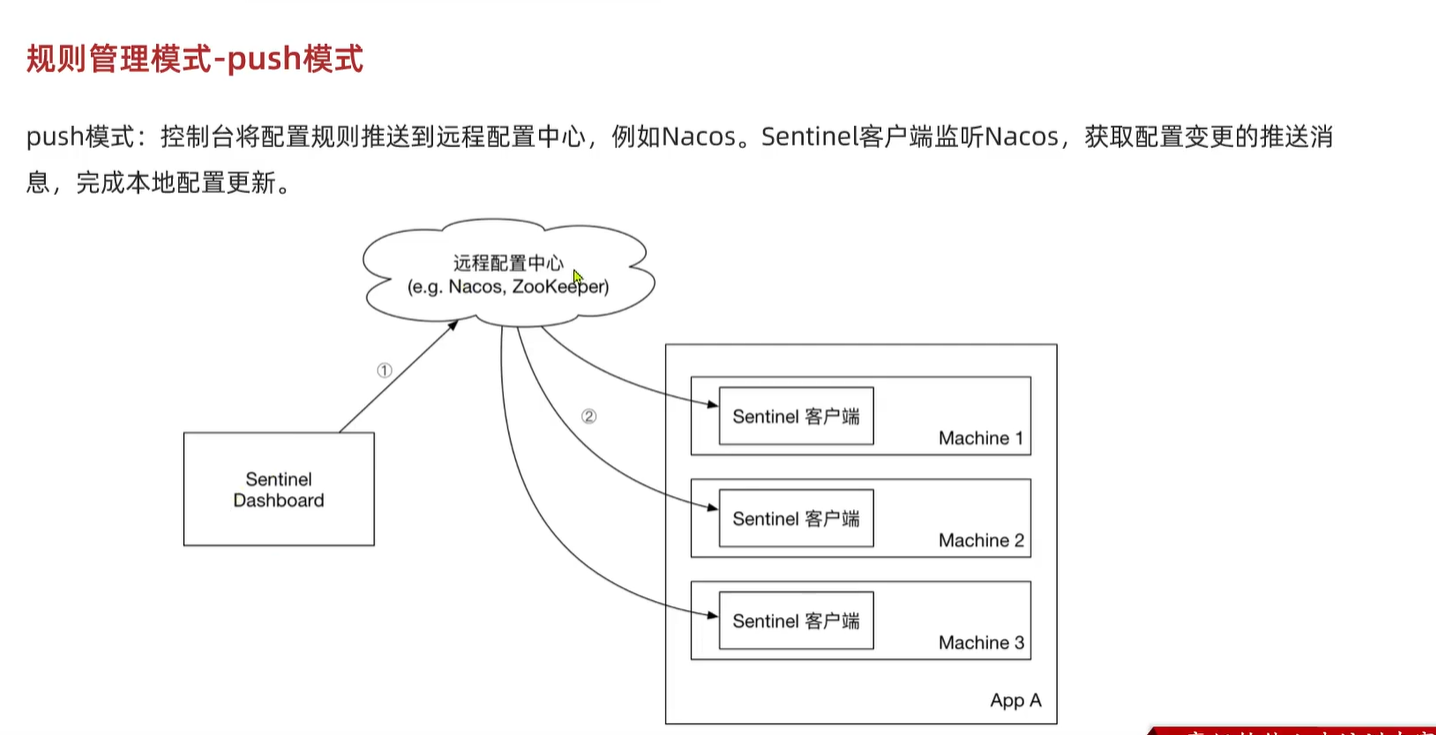 规则管理模式-push模式
push模式：控制台将配置规则推送到远程配置中心，例如Nacos。Sentinel客户端监听Nacos，获取配置变更的推送消
息，完成本地配置更新。
远程配置中心
(e.g. Nacos, ZooKeeper)
①
②
Sentinel
Dashboard
Sentinel 客户端
Machine 1
Sentinel 客户端
Machine 2
Sentinel 客户端
Machine 3
App A